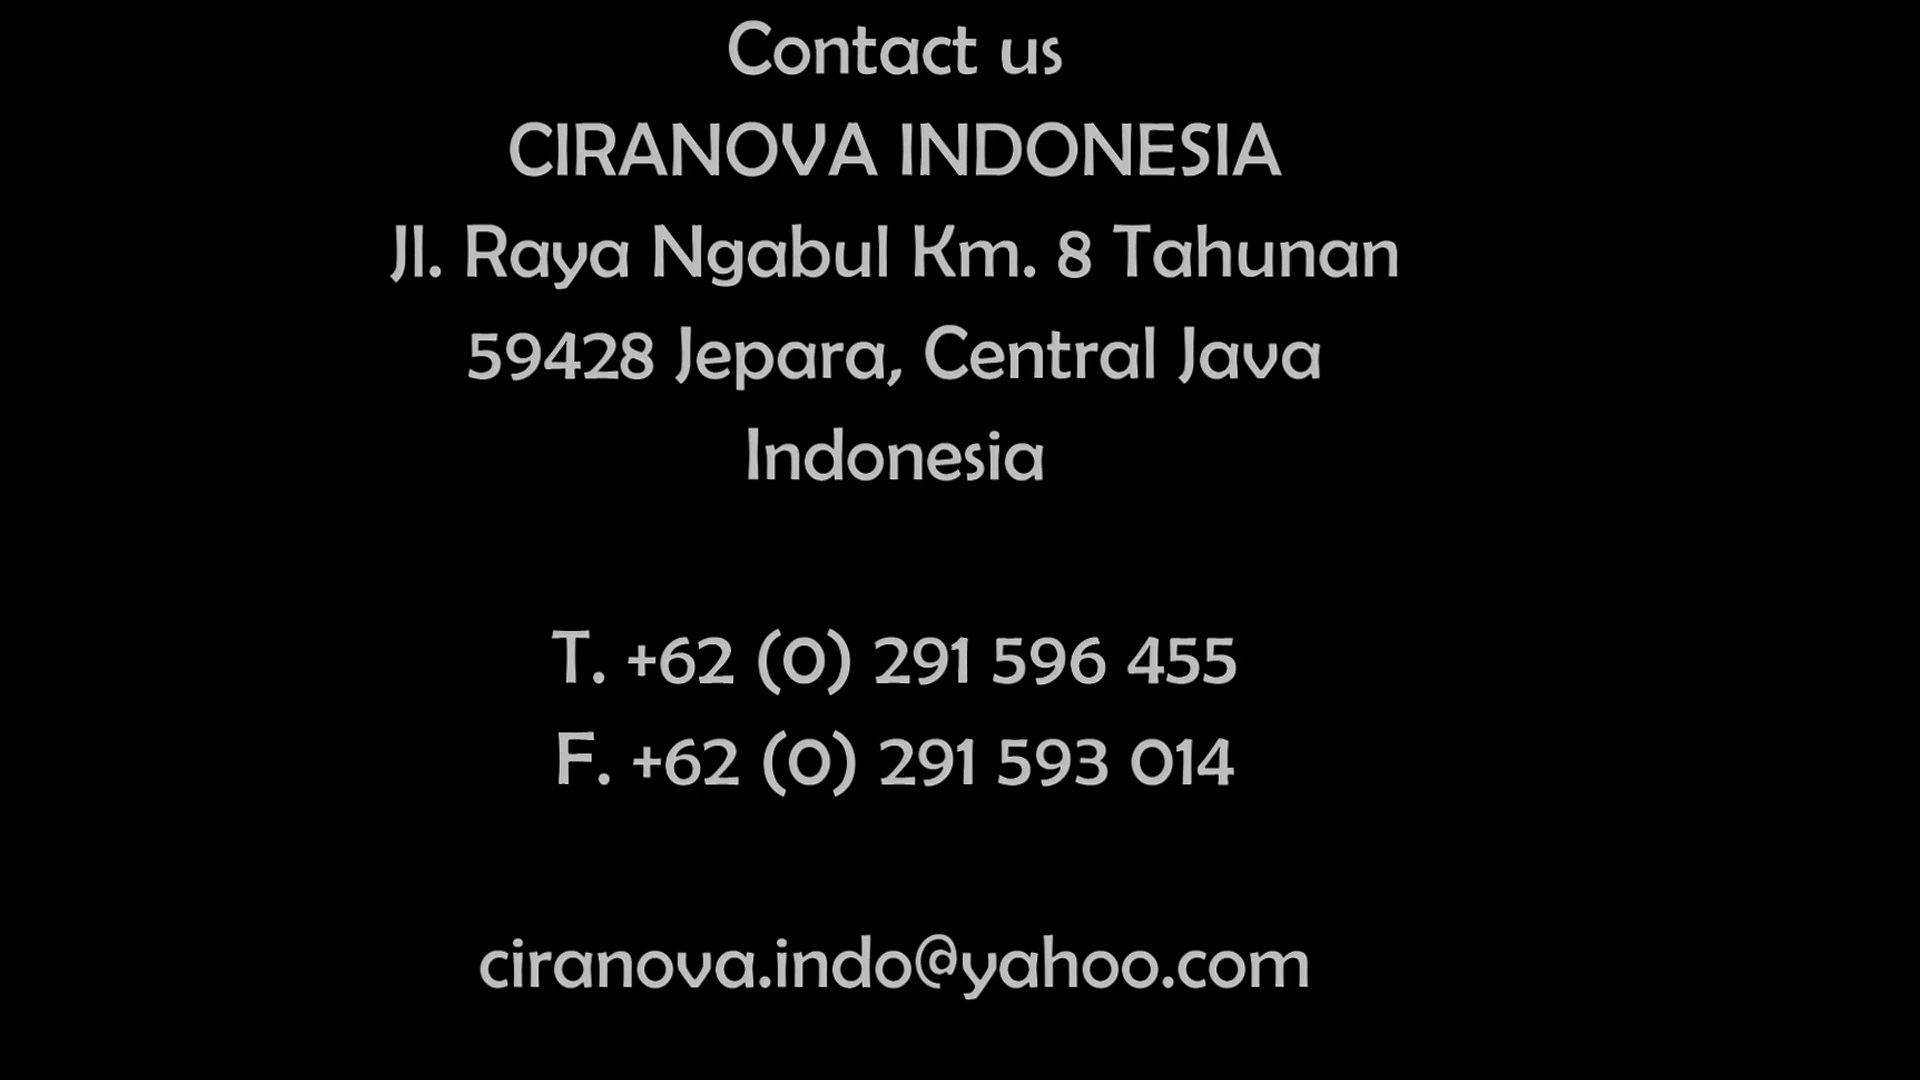 Contact us
CIRANOVA INDONESIA
Jl. Raya Ngabul Km. 8 Tahunan
59428 Jepara, Central Java
Indonesia
T. +62 (0) 291 596 455
F. +62 (0) 291 593 014
ciranova.indo@yahoo.com